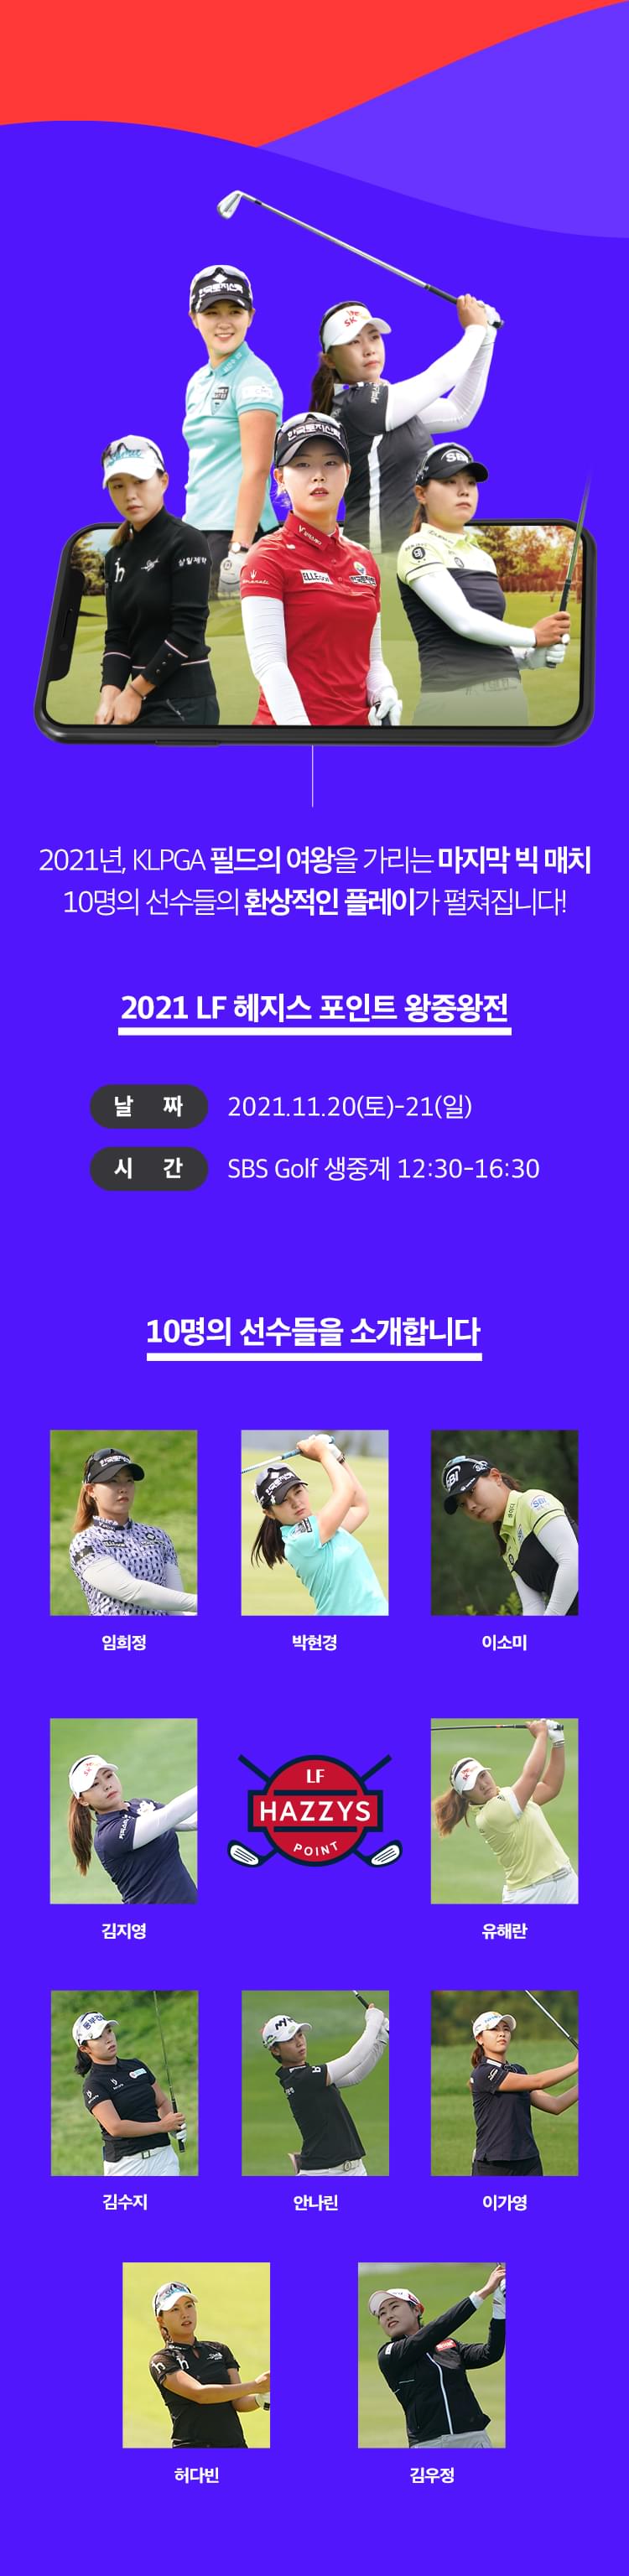 2021년, KLPGA 필드의 여왕을 가리는 마지막 빅 매치
10명의 선수들의 환상적인 플레이가 펼쳐집니다!
2021 LF 헤지스 포인트 왕중왕전
날 짜 2021.11.20(토)-21(일)
시 간 SBS Golf 생중계 12:30-16:30
10명의 선수들을 소개합니다
임희정 박현경 이소미
LF
HAZZYS
POINT
김지영 유해란
김수지 안나린 이가영
허다빈 김우정